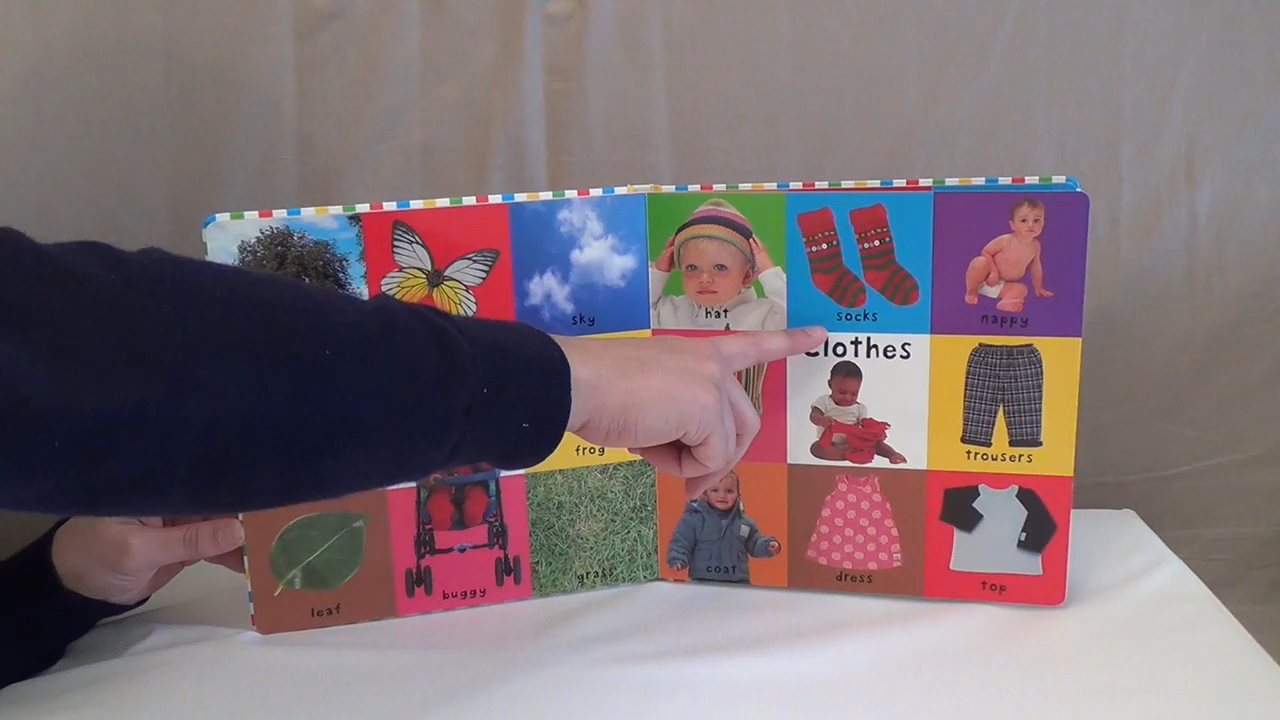 sky
hat
socks
nappy
clothes
frog
trousers
leaf
buggy
grass
coat
dress
top